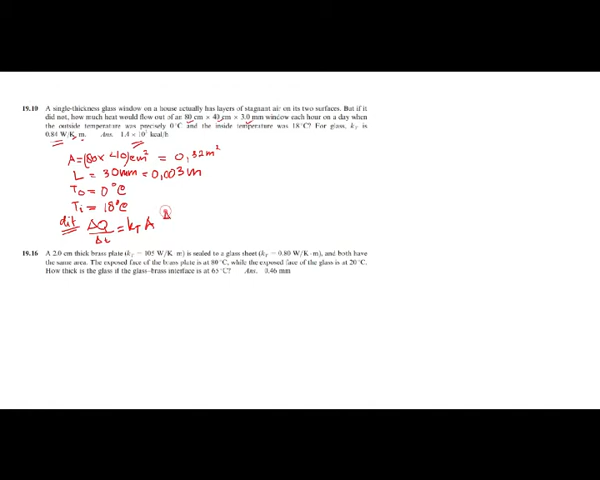 19.10 A single-thickness glass window on a house actually has layers of stagnant air on its two surfaces. But if it
did not, how much heat would flow out of an 80 cm × 40 cm × 3.0 mm window each hour on a day when
the outside temperature was precisely 0 °C and the inside temperature was 18 °C? For glass, kT is
0.84 W/K · m. Ans. 1.4 × 10³ kcal/h
A = (80 x 40) cm² = 0,32 m²
L = 3 0 mm = 0,003 m
To = 0°C
Ti = 18°C
dit ΔQ/Δt = kT A Δ
19.16 A 2.0 cm thick brass plate (kT = 105 W/K · m) is sealed to a glass sheet (kT = 0.80 W/K · m), and both have
the same area. The exposed face of the brass plate is at 80 °C, while the exposed face of the glass is at 20 °C.
How thick is the glass if the glass–brass interface is at 65 °C? Ans. 0.46 mm